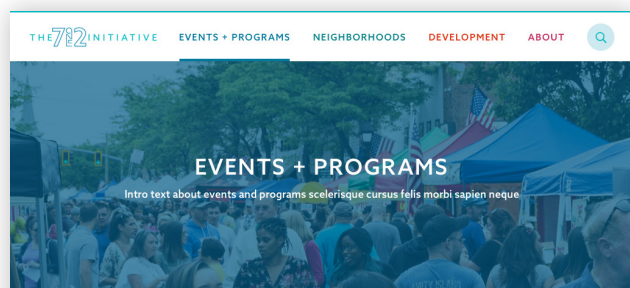 THE 712 INITIATIVE
EVENTS + PROGRAMS
NEIGHBORHOODS
DEVELOPMENT
ABOUT
EVENTS + PROGRAMS
Intro text about events and programs scelerisque cursus felis morbi sapien neque